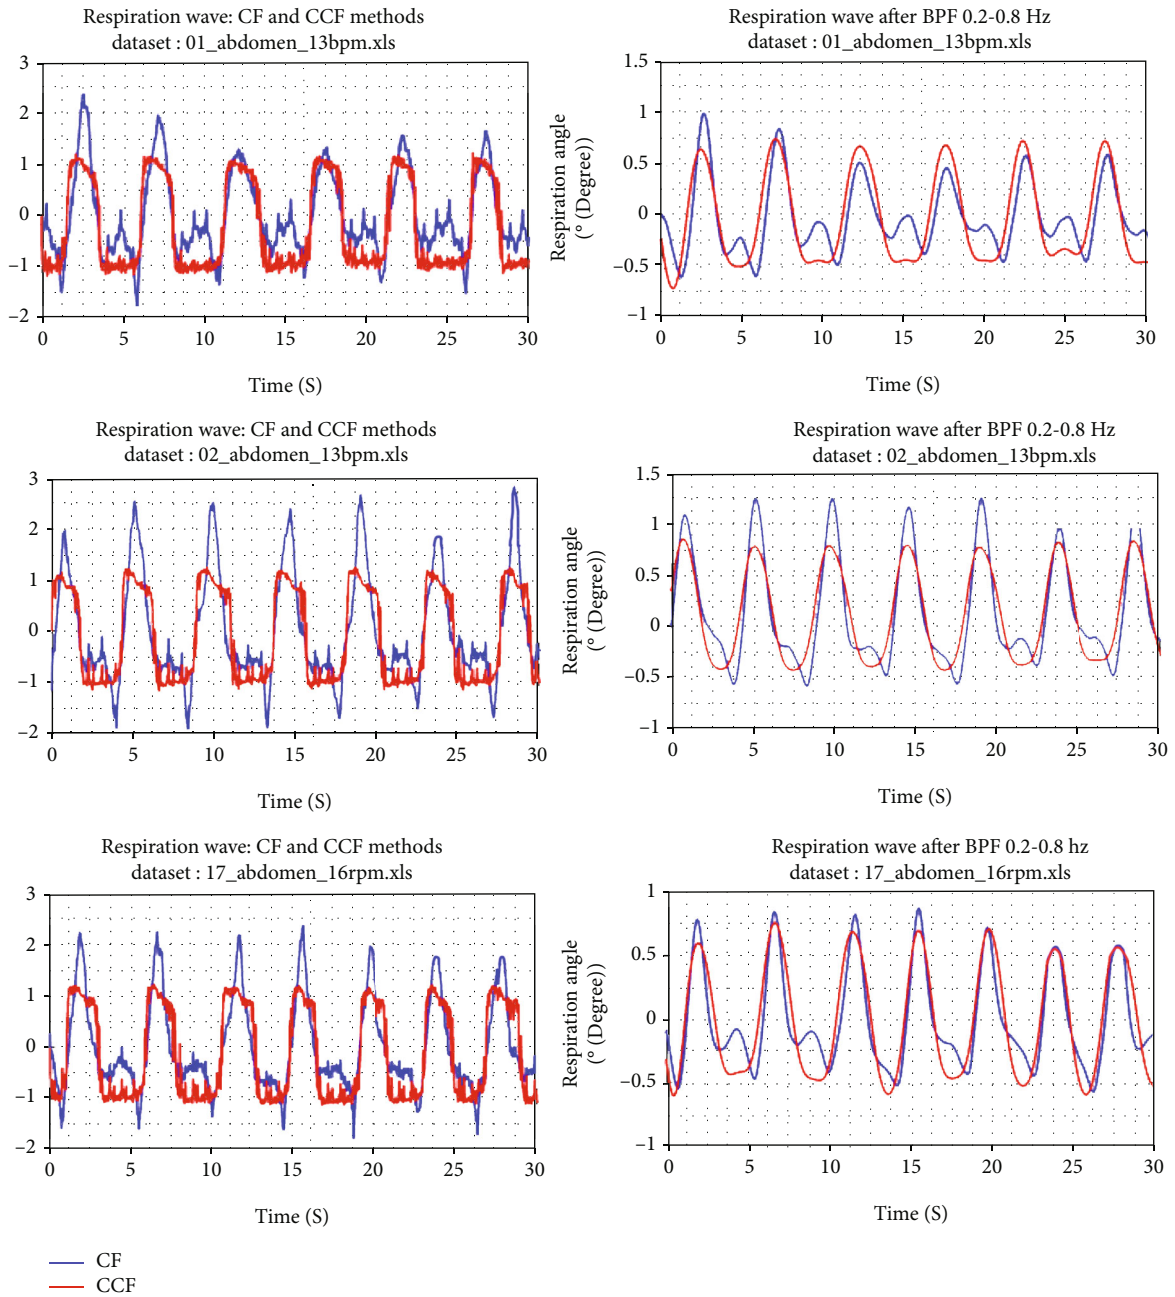 Respiration wave: CF and CCF methods
dataset : 01_abdomen_13bpm.xls
3
2
1
0
−1
−2
0 5 10 15 20 25 30
Time (S)
Respiration wave after BPF 0.2-0.8 Hz
dataset : 01_abdomen_13bpm.xls
Respiration angle
(° (Degree))
1.5
1
0.5
0
−0.5
−1
0 5 10 15 20 25 30
Time (S)
Respiration wave: CF and CCF methods
dataset : 02_abdomen_13bpm.xls
3
2
1
0
−1
−2
0 5 10 15 20 25 30
Time (S)
Respiration wave after BPF 0.2-0.8 Hz
dataset : 02_abdomen_13bpm.xls
Respiration angle
(° (Degree))
1.5
1
0.5
0
−0.5
−1
0 5 10 15 20 25 30
Time (S)
Respiration wave: CF and CCF methods
dataset : 17_abdomen_16rpm.xls
3
2
1
0
−1
−2
0 5 10 15 20 25 30
Time (S)
Respiration wave after BPF 0.2-0.8 hz
dataset : 17_abdomen_16rpm.xls
Respiration angle
(° (Degree))
1
0.5
0
−0.5
−1
0 5 10 15 20 25 30
Time (S)
CF
CCF